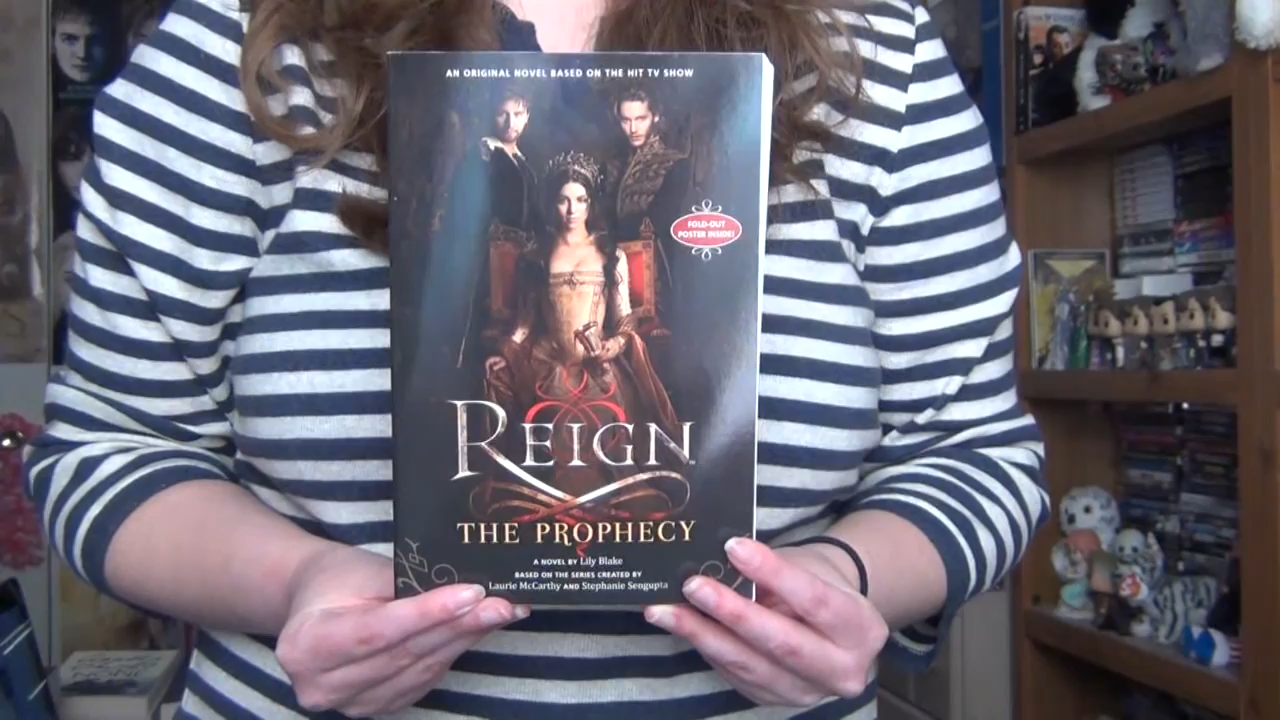 AN ORIGINAL NOVEL BASED ON THE HIT TV SHOW
FOLD-OUT
POSTER INSIDE!
REIGN
THE PROPHECY
A NOVEL BY Lily Blake
BASED ON THE SERIES CREATED BY
Laurie McCarthy AND Stephanie Sengupta